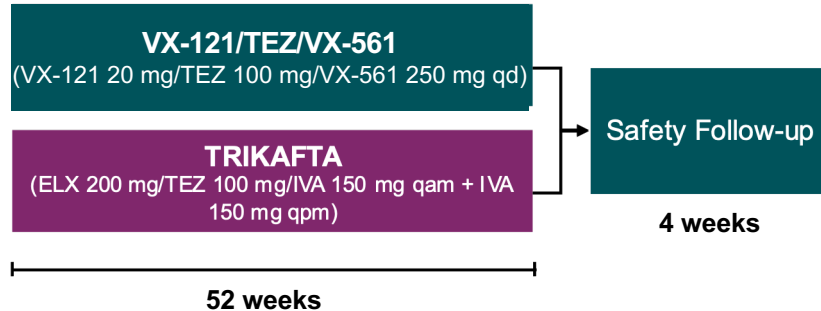 VX-121/TEZ/VX-561
(VX-121 20 mg/TEZ 100 mg/VX-561 250 mg qd)
TRIKAFTA
(ELX 200 mg/TEZ 100 mg/IVA 150 mg qam + IVA
150 mg qpm)
Safety Follow-up
4 weeks
52 weeks